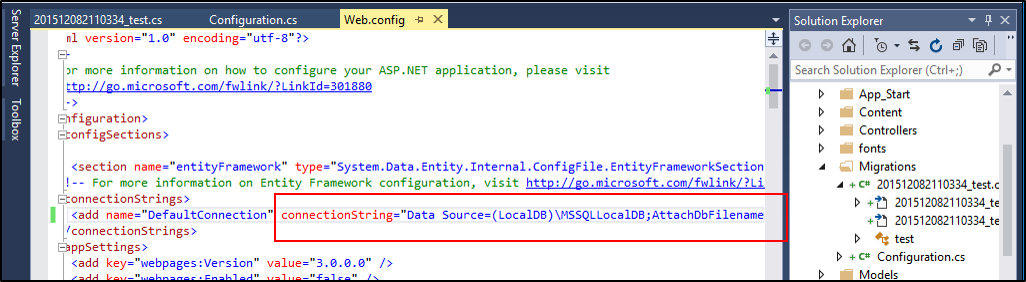 201512082110334_test.cs
Configuration.cs
Web.config
Server Explorer
Toolbox
ml version="1.0" encoding="utf-8"?>
--
or more information on how to configure your ASP.NET application, please visit
ttp://go.microsoft.com/fwlink/?LinkId=301880
-->
nfiguration>
configSections>
<section name="entityFramework" type="System.Data.Entity.Internal.ConfigFile.EntityFrameworkSection
!-- For more information on Entity Framework configuration, visit http://go.microsoft.com/fwlink/?Li
connectionStrings>
<add name="DefaultConnection" connectionString="Data Source=(LocalDB)\MSSQLLocalDB;AttachDbFilename
/connectionStrings>
appSettings>
<add key="webpages:Version" value="3.0.0.0" />
<add key="webpages:Enabled" value="false" />
Solution Explorer
Search Solution Explorer (Ctrl+;)
App_Start
Content
Controllers
fonts
Migrations
C# 201512082110334_test.c
201512082110334_te
201512082110334_te
test
C# Configuration.cs
Models